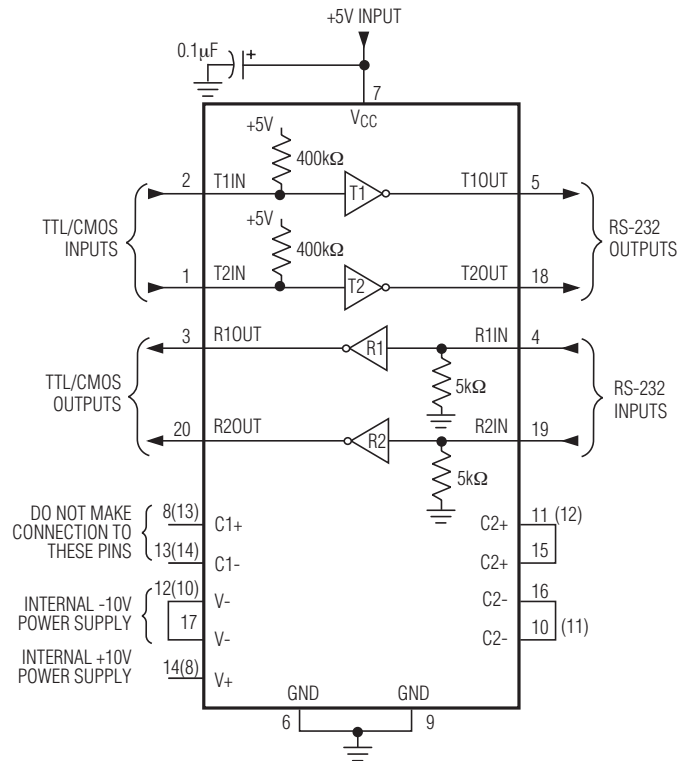 +5V INPUT
0.1µF
+
7
VCC
+5V
400kΩ
2 T1IN T1 T1OUT 5
TTL/CMOS
INPUTS
RS-232
OUTPUTS
+5V
400kΩ
1 T2IN T2 T2OUT 18
3 R1OUT R1 R1IN 4
5kΩ
TTL/CMOS
OUTPUTS
RS-232
INPUTS
20 R2OUT R2 R2IN 19
5kΩ
DO NOT MAKE
CONNECTION TO
THESE PINS
8(13) C1+
13(14) C1-
C2+ 11 (12)
C2+ 15
INTERNAL -10V
POWER SUPPLY
12(10) V-
17 V-
C2- 16
C2- 10 (11)
INTERNAL +10V
POWER SUPPLY
14(8) V+
GND GND
6 9